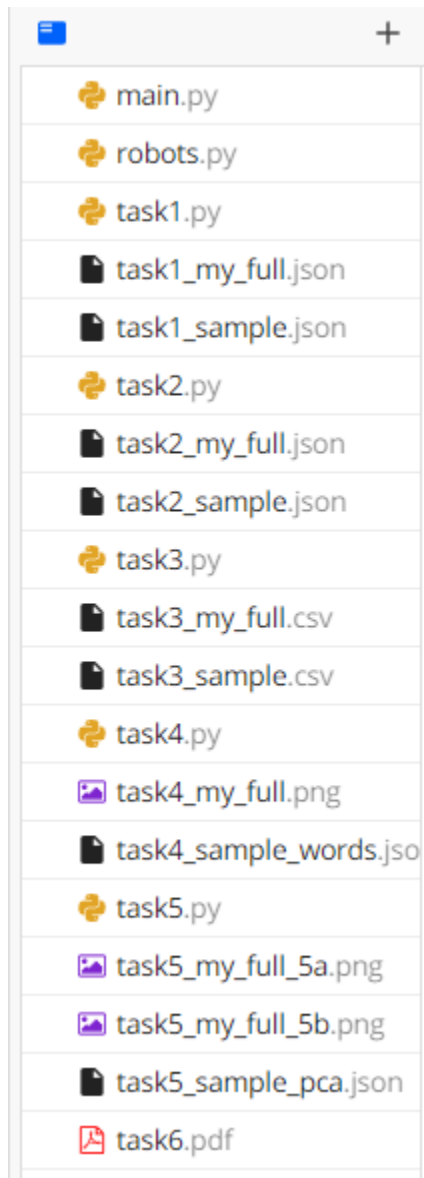 main.py
robots.py
task1.py
task1_my_full.json
task1_sample.json
task2.py
task2_my_full.json
task2_sample.json
task3.py
task3_my_full.csv
task3_sample.csv
task4.py
task4_my_full.png
task4_sample_words.jso
task5.py
task5_my_full_5a.png
task5_my_full_5b.png
task5_sample_pca.json
task6.pdf